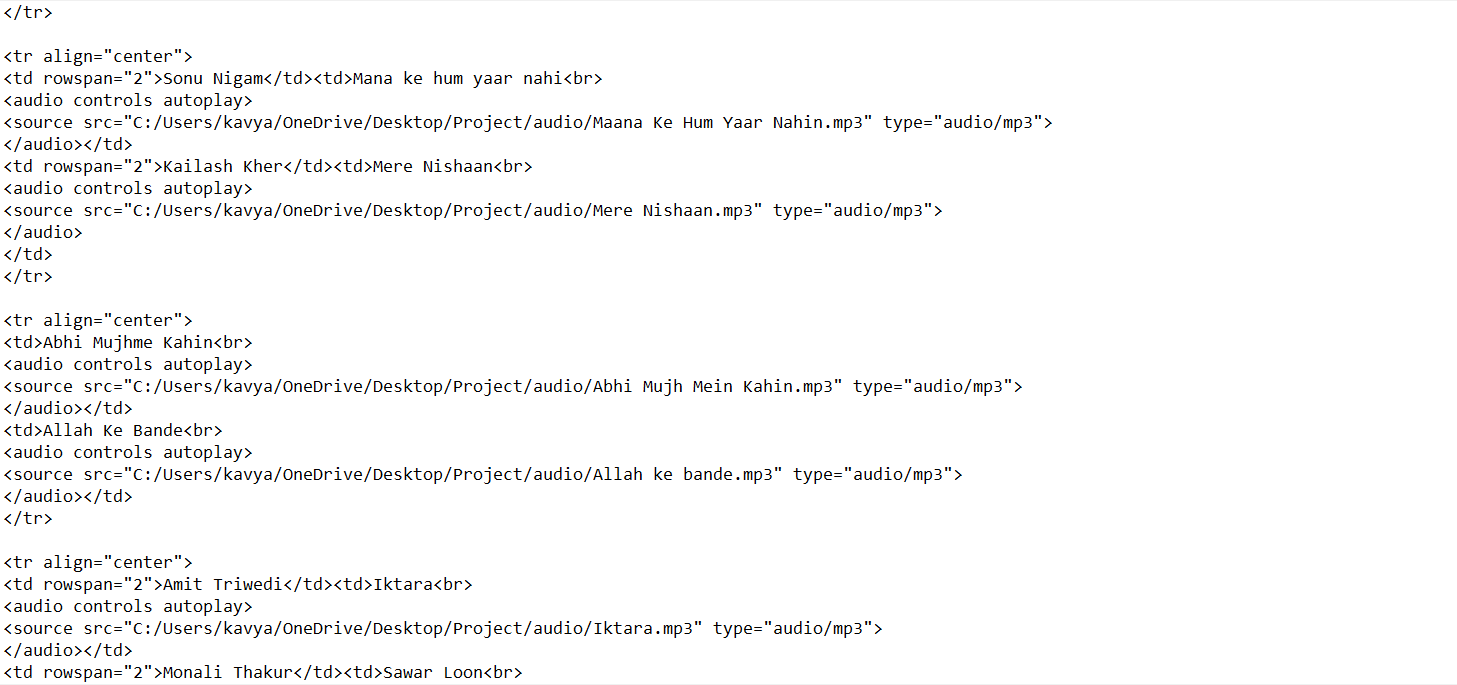 </tr>
<tr align="center">
<td rowspan="2">Sonu Nigam</td><td>Mana ke hum yaar nahi<br>
<audio controls autoplay>
<source src="C:/Users/kavya/OneDrive/Desktop/Project/audio/Maana Ke Hum Yaar Nahin.mp3" type="audio/mp3">
</audio></td>
<td rowspan="2">Kailash Kher</td><td>Mere Nishaan<br>
<audio controls autoplay>
<source src="C:/Users/kavya/OneDrive/Desktop/Project/audio/Mere Nishaan.mp3" type="audio/mp3">
</audio>
</td>
</tr>
<tr align="center">
<td>Abhi Mujhme Kahin<br>
<audio controls autoplay>
<source src="C:/Users/kavya/OneDrive/Desktop/Project/audio/Abhi Mujh Mein Kahin.mp3" type="audio/mp3">
</audio></td>
<td>Allah Ke Bande<br>
<audio controls autoplay>
<source src="C:/Users/kavya/OneDrive/Desktop/Project/audio/Allah ke bande.mp3" type="audio/mp3">
</audio></td>
</tr>
<tr align="center">
<td rowspan="2">Amit Triwedi</td><td>Iktara<br>
<audio controls autoplay>
<source src="C:/Users/kavya/OneDrive/Desktop/Project/audio/Iktara.mp3" type="audio/mp3">
</audio></td>
<td rowspan="2">Monali Thakur</td><td>Sawar Loon<br>